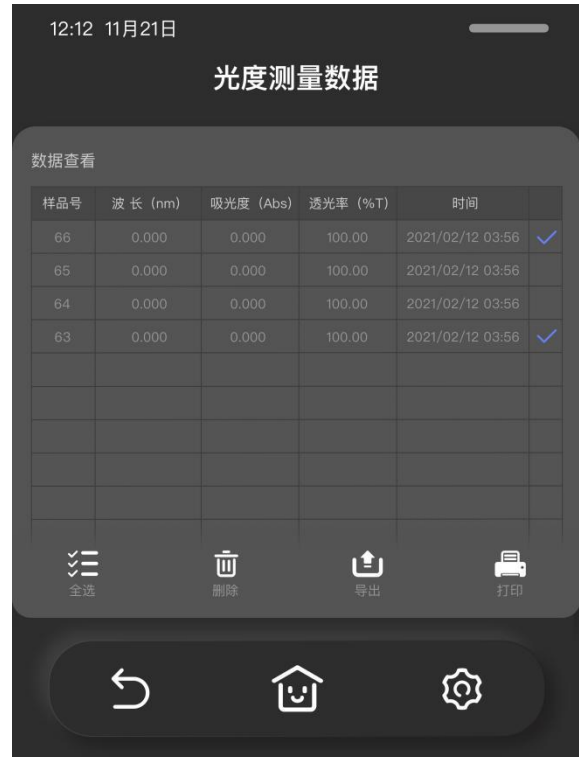 12:12 11月21日
光度测量数据
数据查看
样品号 波 长（nm） 吸光度（Abs） 透光率（%T） 时间
66 0.000 0.000 100.00 2021/02/12 03:56
65 0.000 0.000 100.00 2021/02/12 03:56
64 0.000 0.000 100.00 2021/02/12 03:56
63 0.000 0.000 100.00 2021/02/12 03:56
全选 删除 导出 打印